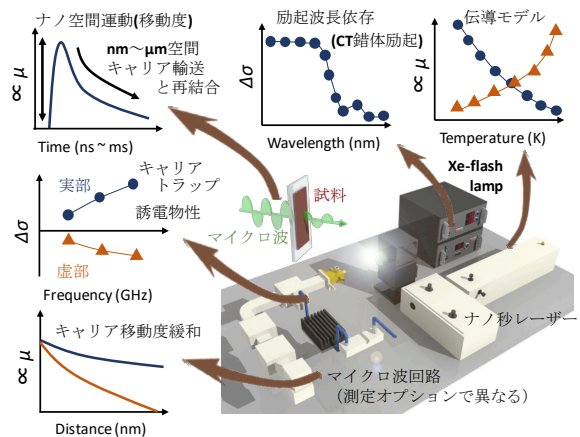 ナノ空間運動(移動度)
∝ μ
nm～μm空間
キャリア輸送
と再結合
Time (ns ~ ms)
励起波長依存
(CT錯体励起)
Δσ
Wavelength (nm)
伝導モデル
∝ μ
Temperature (K)
Xe-flash
lamp
実部
キャリア
トラップ
誘電物性
Δσ
虚部
Frequency (GHz)
試料
マイクロ波
ナノ秒レーザー
キャリア移動度緩和
∝ μ
Distance (nm)
マイクロ波回路
（測定オプションで異なる）